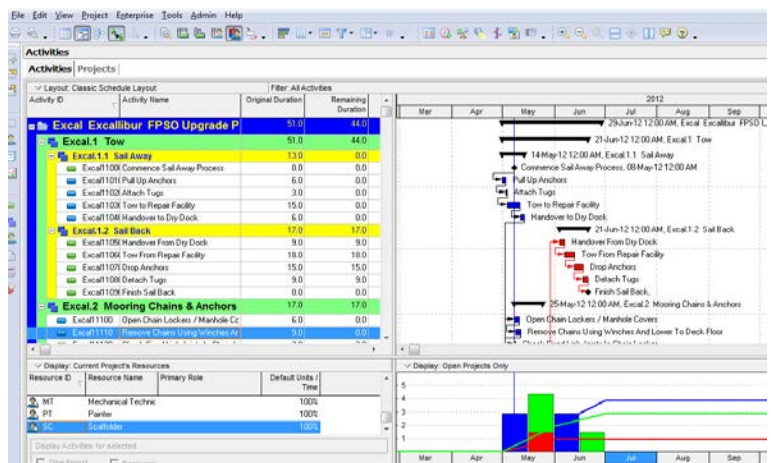 File Edit View Project Enterprise Tools Admin Help
Activities
Activities Projects
Layout: Classic Schedule Layout Filter: All Activities
Activity ID Activity Name Original Duration Remaining Duration
2012
Mar Apr May Jun Jul Aug Sep
Excal Excallibur FPSO Upgrade P 51.0 44.0
29-Jun-12 12:00 AM, Excal Excallibur FPSO U
Excal.1 Tow 51.0 44.0
21-Jun-12 12:00 AM, Excal.1 Tow
Excal.1.1 Sail Away 13.0 0.0
14-May-12 12:00 AM, Excal.1.1 Sail Away
Commence Sail Away Process 0.0 0.0
Commence Sail Away Process, 08-May-12 12:00AM
Pull Up Anchors 6.0 0.0
Pull Up Anchors
Attach Tugs 3.0 0.0
Attach Tugs
Tow to Repair Facility 15.0 0.0
Tow to Repair Facility
Handover to Dry Dock 6.0 0.0
Handover to Dry Dock
Excal.1.2 Sail Back 17.0 17.0
21-Jun-12 12:00 AM, Excal.1.2 Sail Back
Handover From Dry Dock 9.0 9.0
Handover From Dry Dock
Tow From Repair Facility 18.0 18.0
Tow From Repair Facility
Drop Anchors 15.0 15.0
Drop Anchors
Detach Tugs 9.0 9.0
Detach Tugs
Finish Sail Back 0.0 0.0
Finish Sail Back,
Excal.2 Mooring Chains & Anchors 17.0 17.0
25-May-12 12:00 AM, Excal.2 Mooring Chains & Anchors
Excal11100 Open Chain Lockers / Manhole Cc 6.0 0.0
Open Chain Lockers / Manhole Covers
Excal11110 Remove Chains Using Winches Ar 9.0 0.0
Remove Chains Using Winches And Lower To Deck Floor
Display: Current Project's Resources
Display: Open Projects Only
Resource ID Resource Name Primary Role Default Units / Time
MT Mechanical Technic 100%
PT Painter 100%
SC Scaffolder 100%
Display Activities for selected...
Time Period Resource
5
4
3
2
1
Mar Apr May Jun Jul Aug Sep